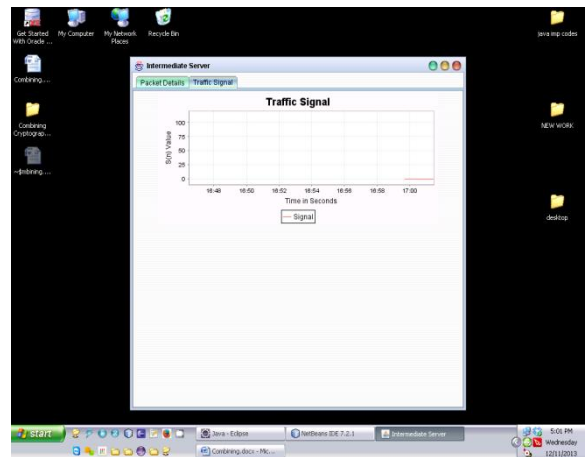 Get Started With Oracle ...
My Computer
My Network Places
Recycle Bin
java imp codes
Combining....
Combining Cryptograp...
~$mbining....
NEW WORK
desktop
Intermediate Server
Packet Details
Traffic Signal
Traffic Signal
S(n) Value
100
75
50
25
0
16:48
16:50
16:52
16:54
16:56
16:58
17:00
Time in Seconds
Signal
start
Java - Eclipse
NetBeans IDE 7.2.1
Intermediate Server
Combining.docx - Mic...
5:01 PM
Wednesday
12/11/2013